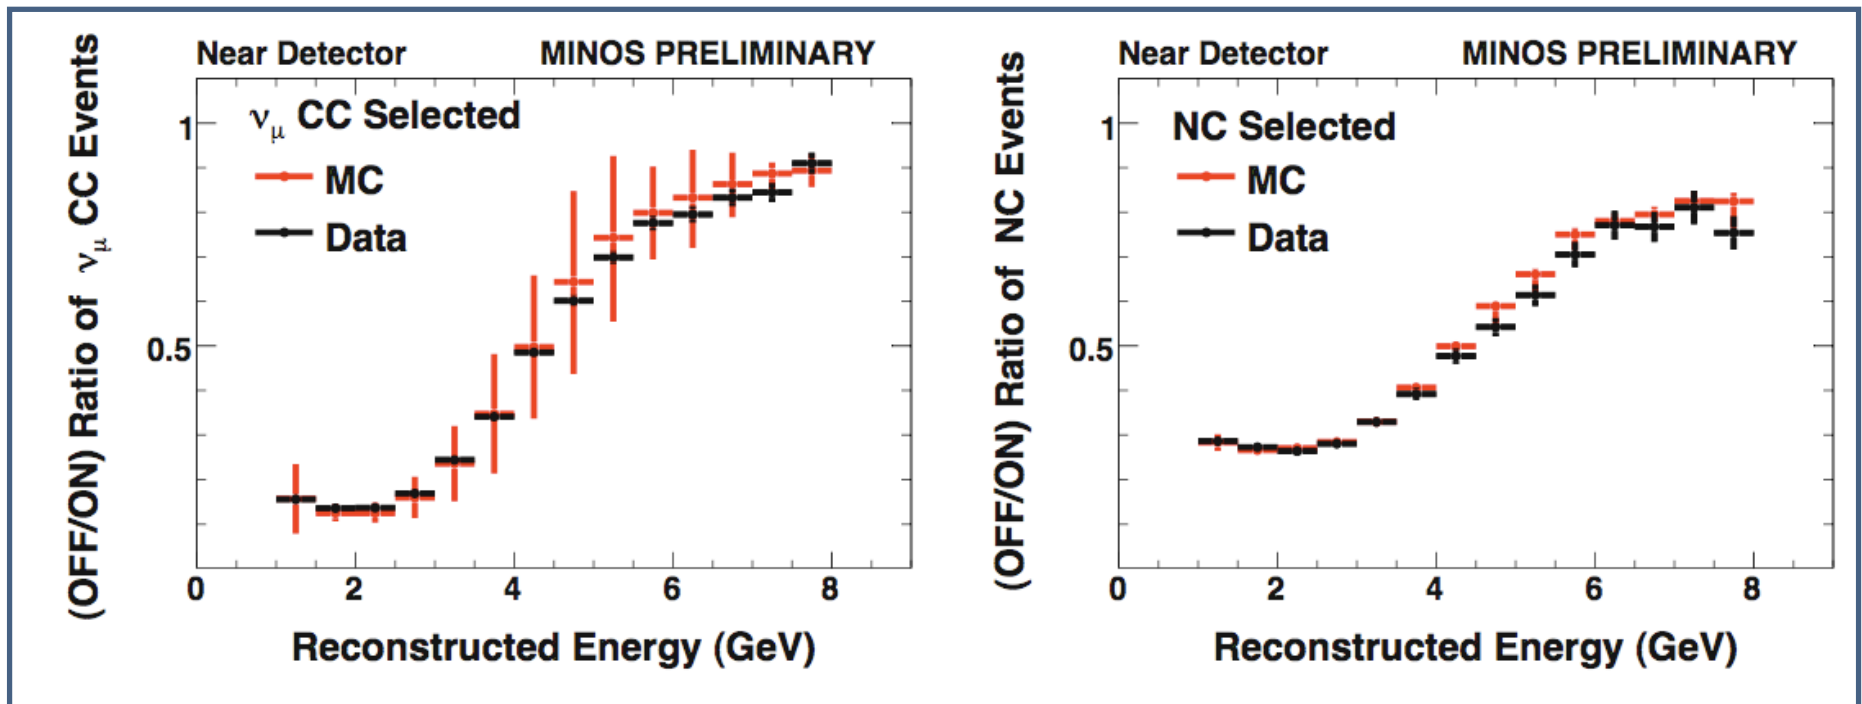 Near Detector MINOS PRELIMINARY
(OFF/ON) Ratio of νμ CC Events
νμ CC Selected
MC
Data
1
0.5
0 2 4 6 8
Reconstructed Energy (GeV)
Near Detector MINOS PRELIMINARY
(OFF/ON) Ratio of NC Events
NC Selected
MC
Data
1
0.5
0 2 4 6 8
Reconstructed Energy (GeV)